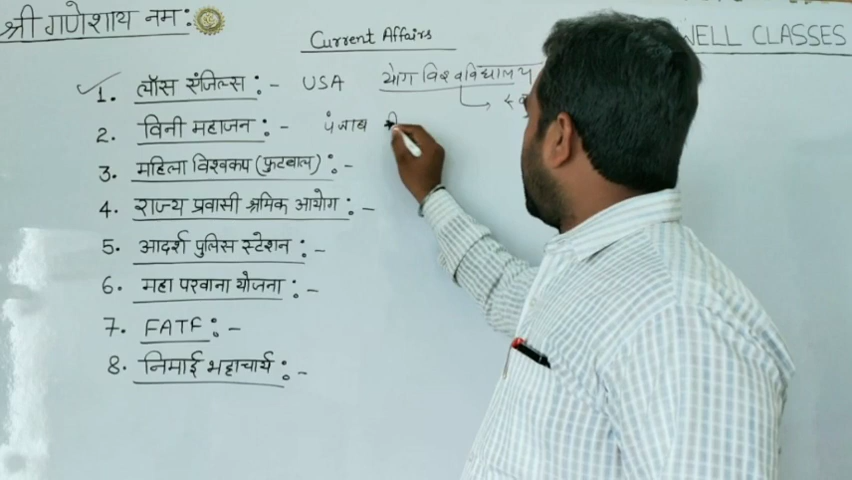 श्री गणेशाय नम:
Current Affairs
WELL CLASSES
1. लॉस एंजिल्स :- USA योग विश्वविद्यालय
2. विनी महाजन :- पंजाब
3. महिला विश्वकप (फुटबाल) :-
4. राज्य प्रवासी श्रमिक आयोग :-
5. आदर्श पुलिस स्टेशन :-
6. महा परवाना योजना :-
7. FATF :-
8. निमाई भट्टाचार्य :-